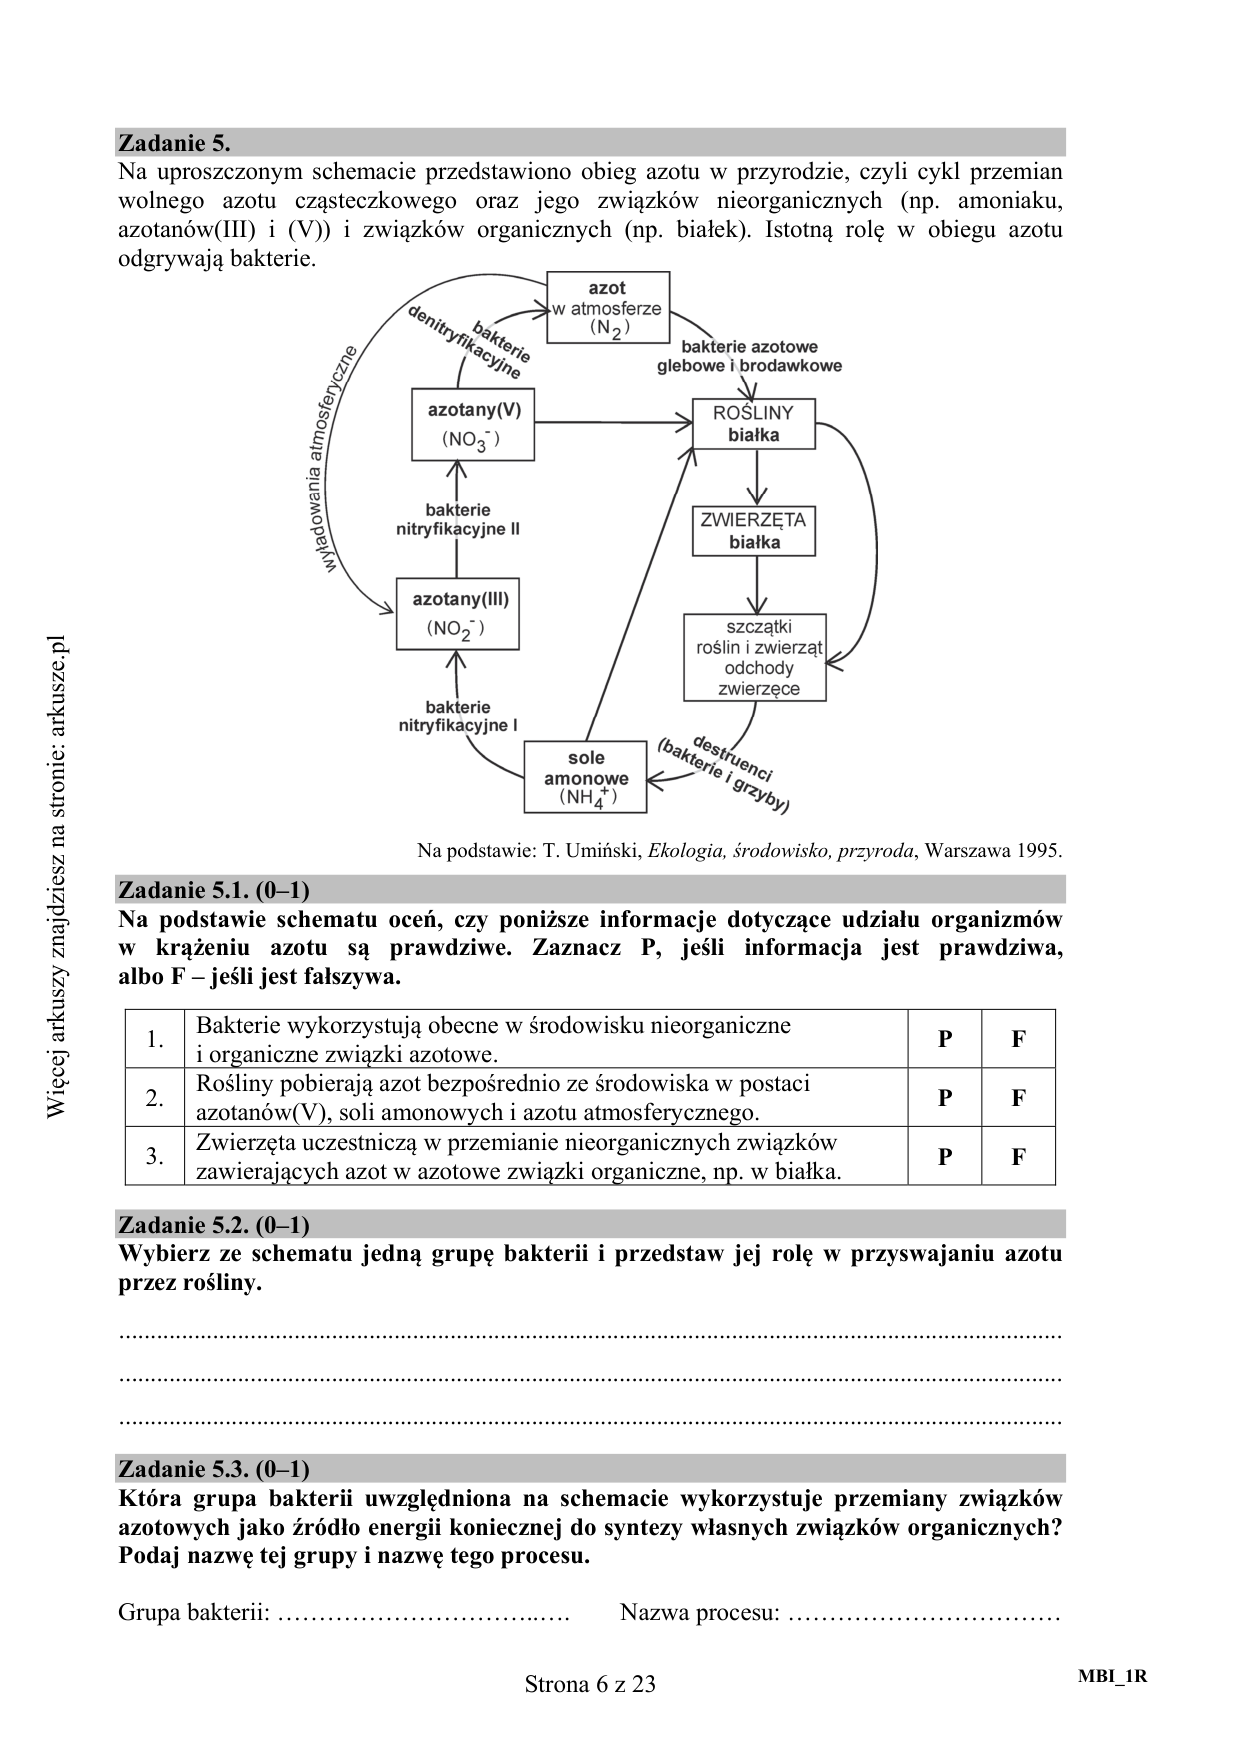 Zadanie 5.
Na uproszczonym schemacie przedstawiono obieg azotu w przyrodzie, czyli cykl przemian
wolnego azotu cząsteczkowego oraz jego związków nieorganicznych (np. amoniaku,
azotanów(III) i (V)) i związków organicznych (np. białek). Istotną rolę w obiegu azotu
odgrywają bakterie.
azot
w atmosferze
(N2)
bakterie
denitryfikacyjne
bakterie azotowe
glebowe i brodawkowe
wyładowania atmosferyczne
azotany(V)
(NO3-)
ROŚLINY
białka
bakterie
nitryfikacyjne II
ZWIERZĘTA
białka
azotany(III)
(NO2-)
szczątki
roślin i zwierząt
odchody
zwierzęce
bakterie
nitryfikacyjne I
destruenci
(bakterie i grzyby)
sole
amonowe
(NH4+)
Na podstawie: T. Umiński, Ekologia, środowisko, przyroda, Warszawa 1995.
Zadanie 5.1. (0–1)
Na podstawie schematu oceń, czy poniższe informacje dotyczące udziału organizmów
w krążeniu azotu są prawdziwe. Zaznacz P, jeśli informacja jest prawdziwa,
albo F – jeśli jest fałszywa.
1. Bakterie wykorzystują obecne w środowisku nieorganiczne
i organiczne związki azotowe. P F
2. Rośliny pobierają azot bezpośrednio ze środowiska w postaci
azotanów(V), soli amonowych i azotu atmosferycznego. P F
3. Zwierzęta uczestniczą w przemianie nieorganicznych związków
zawierających azot w azotowe związki organiczne, np. w białka. P F
Zadanie 5.2. (0–1)
Wybierz ze schematu jedną grupę bakterii i przedstaw jej rolę w przyswajaniu azotu
przez rośliny.
....................................................................................................
....................................................................................................
....................................................................................................
Zadanie 5.3. (0–1)
Która grupa bakterii uwzględniona na schemacie wykorzystuje przemiany związków
azotowych jako źródło energii koniecznej do syntezy własnych związków organicznych?
Podaj nazwę tej grupy i nazwę tego procesu.
Grupa bakterii: …………………………..…. Nazwa procesu: ……………………………
Strona 6 z 23
MBI_1R
Więcej arkuszy znajdziesz na stronie: arkusze.pl